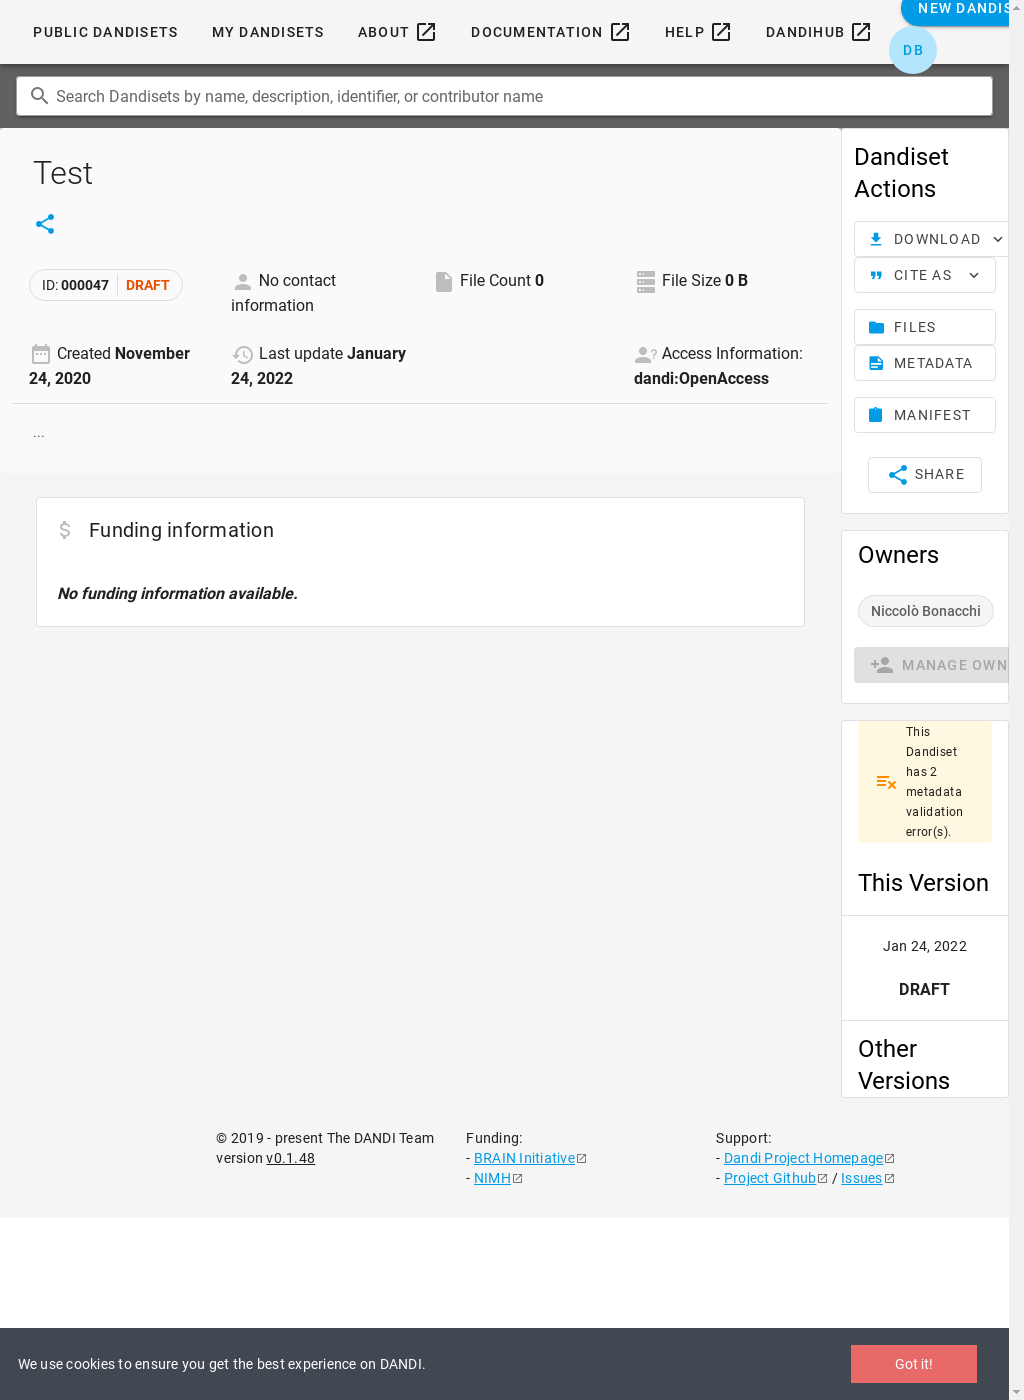 PUBLIC DANDISETS
MY DANDISETS
ABOUT
DOCUMENTATION
HELP
DANDIHUB
NEW DANDIS
DB
Search Dandisets by name, description, identifier, or contributor name
Test
ID: 000047 DRAFT
No contact
information
File Count 0
File Size 0 B
Created November
24, 2020
Last update January
24, 2022
Access Information:
dandi:OpenAccess
...
Funding information
No funding information available.
Dandiset
Actions
DOWNLOAD
CITE AS
FILES
METADATA
MANIFEST
SHARE
Owners
Niccolò Bonacchi
MANAGE OWN
This
Dandiset
has 2
metadata
validation
error(s).
This Version
Jan 24, 2022
DRAFT
Other
Versions
© 2019 - present The DANDI Team
version v0.1.48
Funding:
- BRAIN Initiative
- NIMH
Support:
- Dandi Project Homepage
- Project Github / Issues
We use cookies to ensure you get the best experience on DANDI.
Got it!